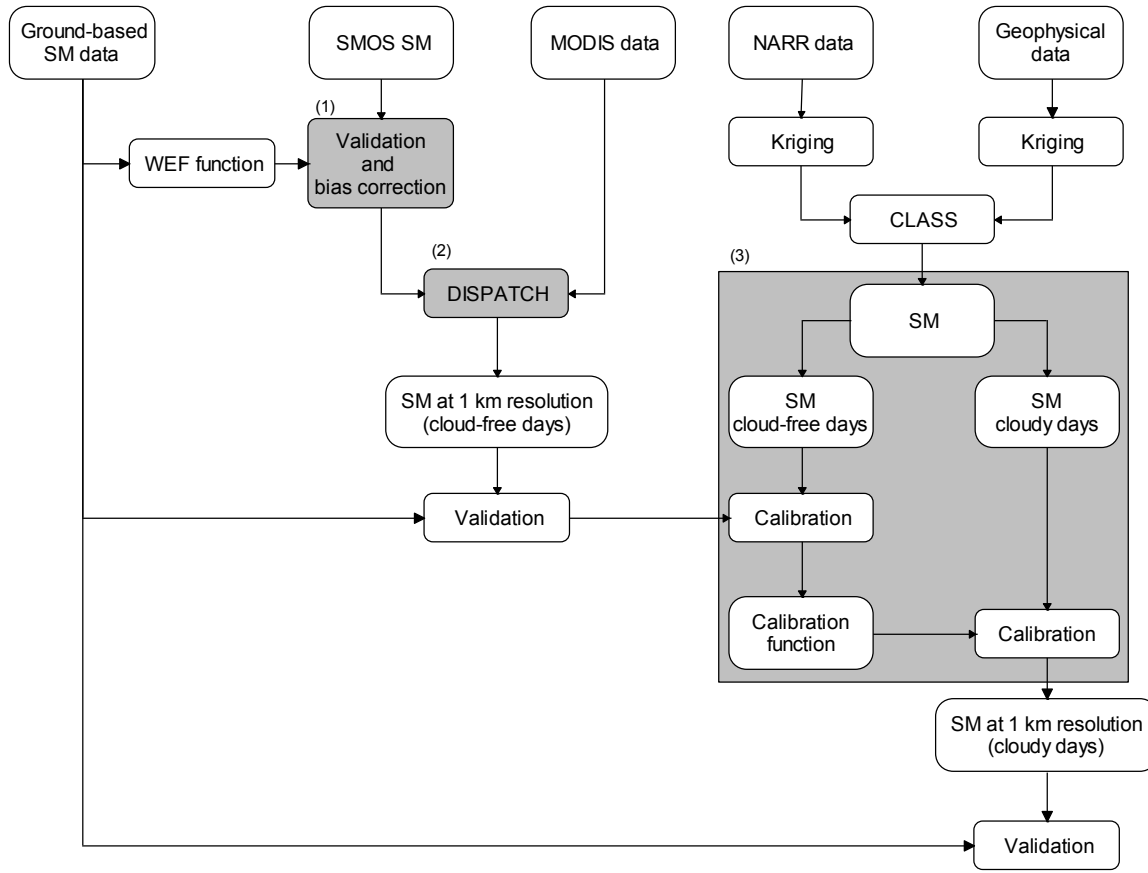 Ground-based
SM data
SMOS SM
MODIS data
NARR data
Geophysical
data
(1)
Validation
and
bias correction
WEF function
Kriging
Kriging
CLASS
(2)
DISPATCH
(3)
SM
SM at 1 km resolution
(cloud-free days)
SM
cloud-free days
SM
cloudy days
Validation
Calibration
Calibration
function
Calibration
SM at 1 km resolution
(cloudy days)
Validation